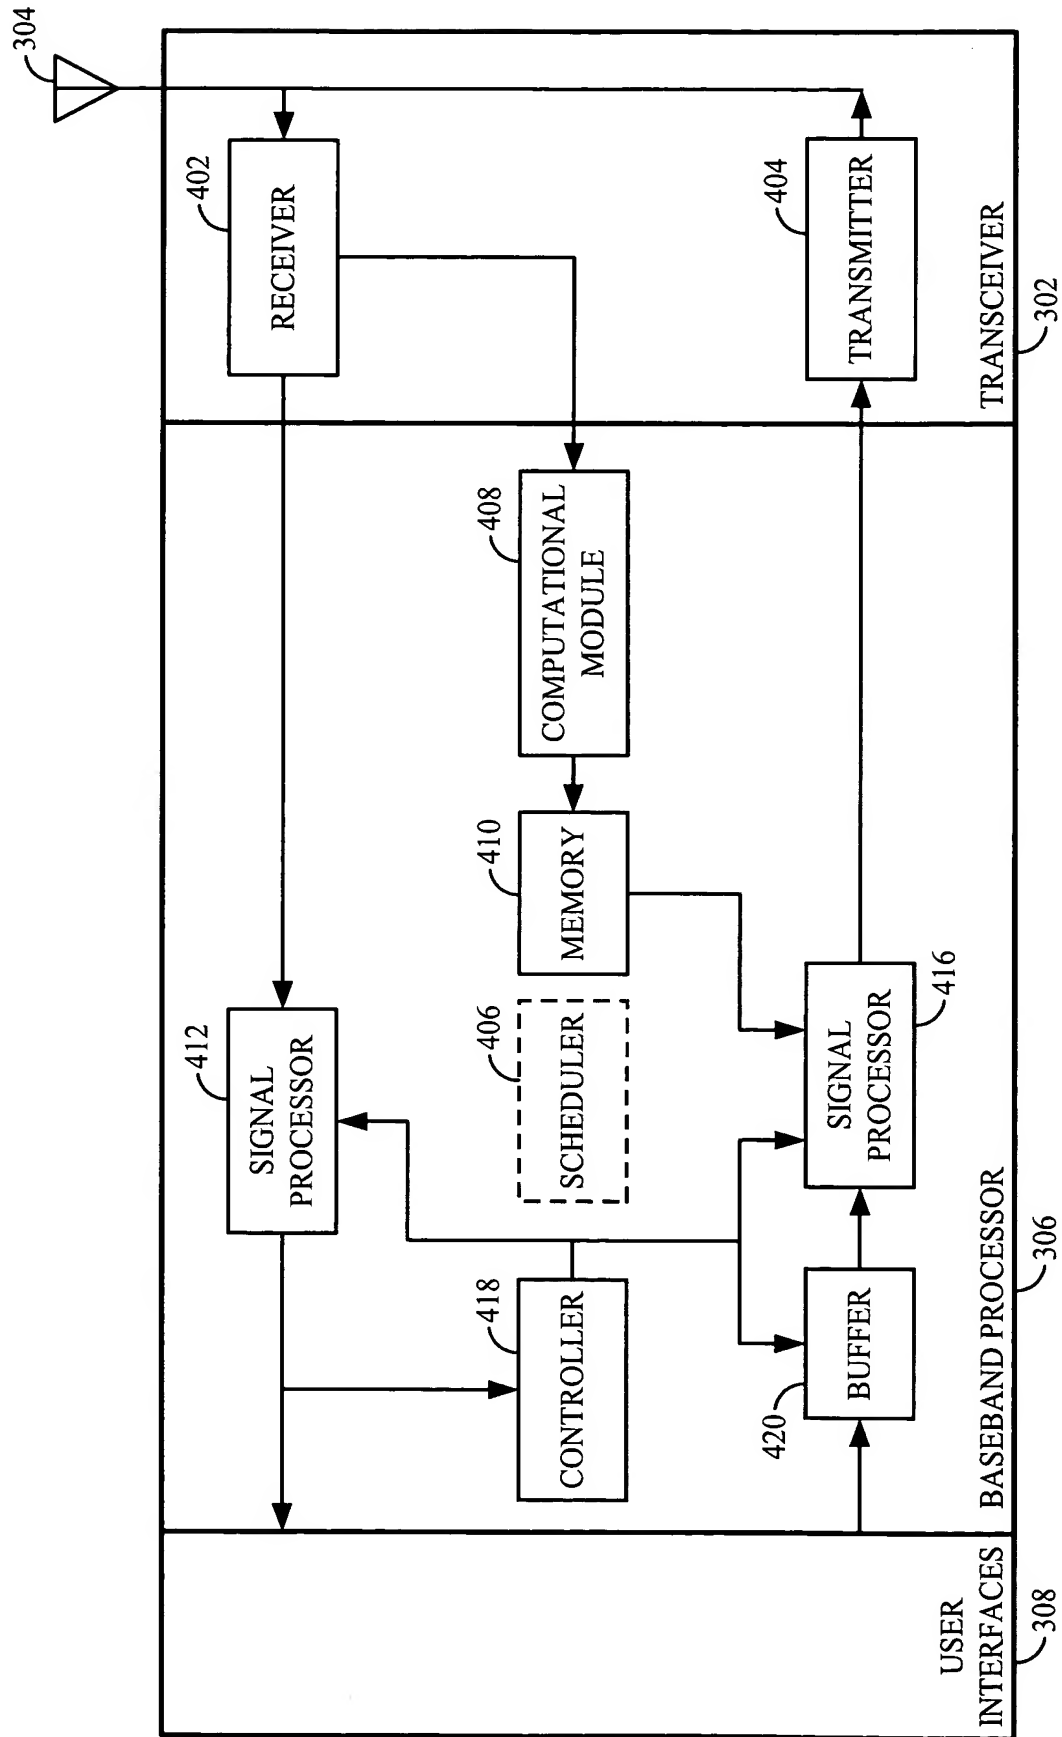 304
402
RECEIVER
404
TRANSMITTER
TRANSCEIVER
302
408
COMPUTATIONAL
MODULE
410
MEMORY
412
SIGNAL
PROCESSOR
406
SCHEDULER
SIGNAL
PROCESSOR
416
418
CONTROLLER
420
BUFFER
BASEBAND PROCESSOR
306
USER
INTERFACES
308